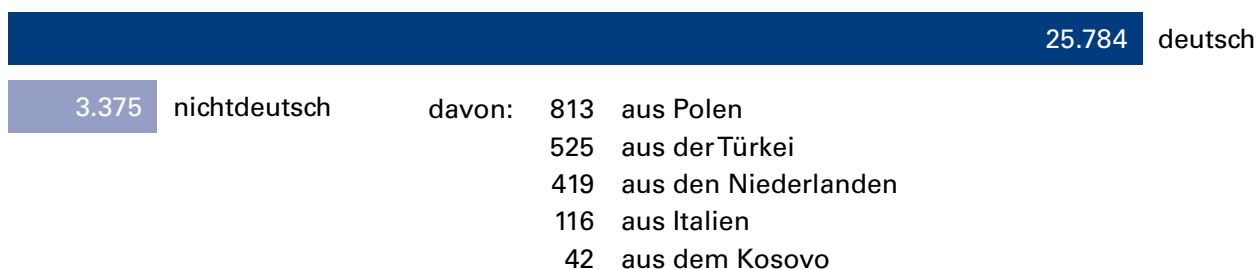 25.784 deutsch
3.375 nichtdeutsch davon: 813 aus Polen
525 aus der Türkei
419 aus den Niederlanden
116 aus Italien
42 aus dem Kosovo